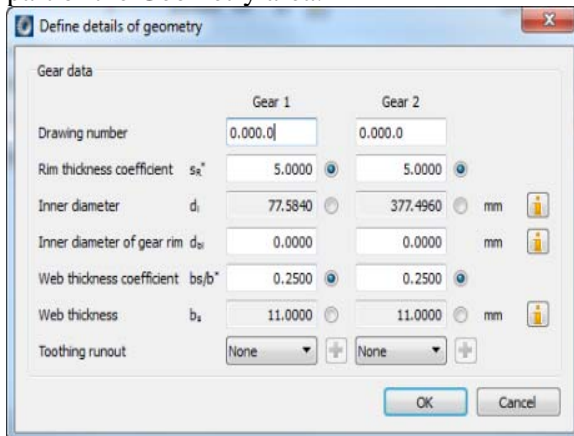 Define details of geometry
Gear data
Gear 1 Gear 2
Drawing number 0.000.0 0.000.0
Rim thickness coefficient sR* 5.0000 5.0000
Inner diameter di 77.5840 377.4960 mm
Inner diameter of gear rim dbi 0.0000 0.0000 mm
Web thickness coefficient bs/b* 0.2500 0.2500
Web thickness bs 11.0000 11.0000 mm
Toothing runout None None
OK Cancel